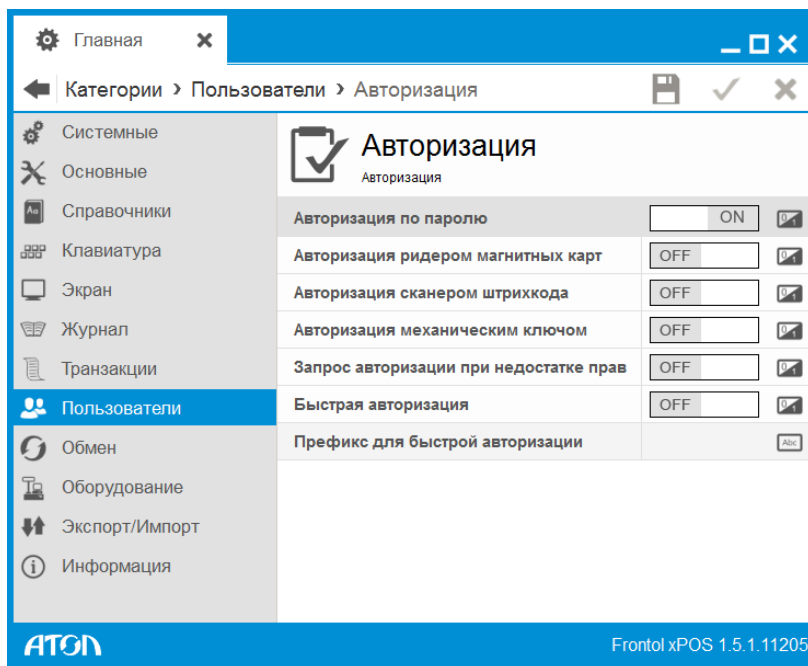 Главная
Категории › Пользователи › Авторизация
Системные
Основные
Справочники
Клавиатура
Экран
Журнал
Транзакции
Пользователи
Обмен
Оборудование
Экспорт/Импорт
Информация
Авторизация
Авторизация
Авторизация по паролю ON
Авторизация ридером магнитных карт OFF
Авторизация сканером штрихкода OFF
Авторизация механическим ключом OFF
Запрос авторизации при недостатке прав OFF
Быстрая авторизация OFF
Префикс для быстрой авторизации Abc
АТОЛ Frontol xPOS 1.5.1.11205